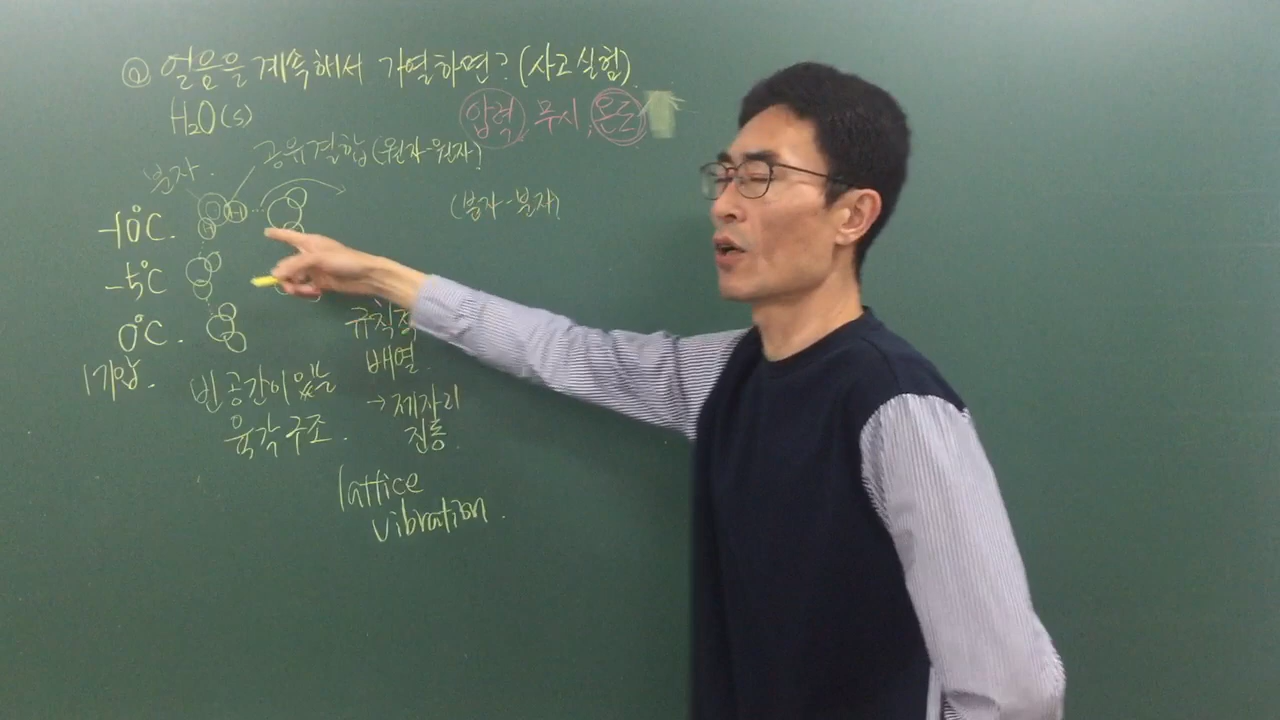 Q 얼음을 계속해서 가열하면? (사고실험)
H₂O(s)
압력, 무시, 온도
공유결합 (원자-원자)
분자.
(분자-분자)
-10℃.
O H
H
-5℃
0℃.
1기압.
규칙적
배열.
→ 제자리
진동.
빈 공간이 있는
육각 구조.
lattice
vibration.